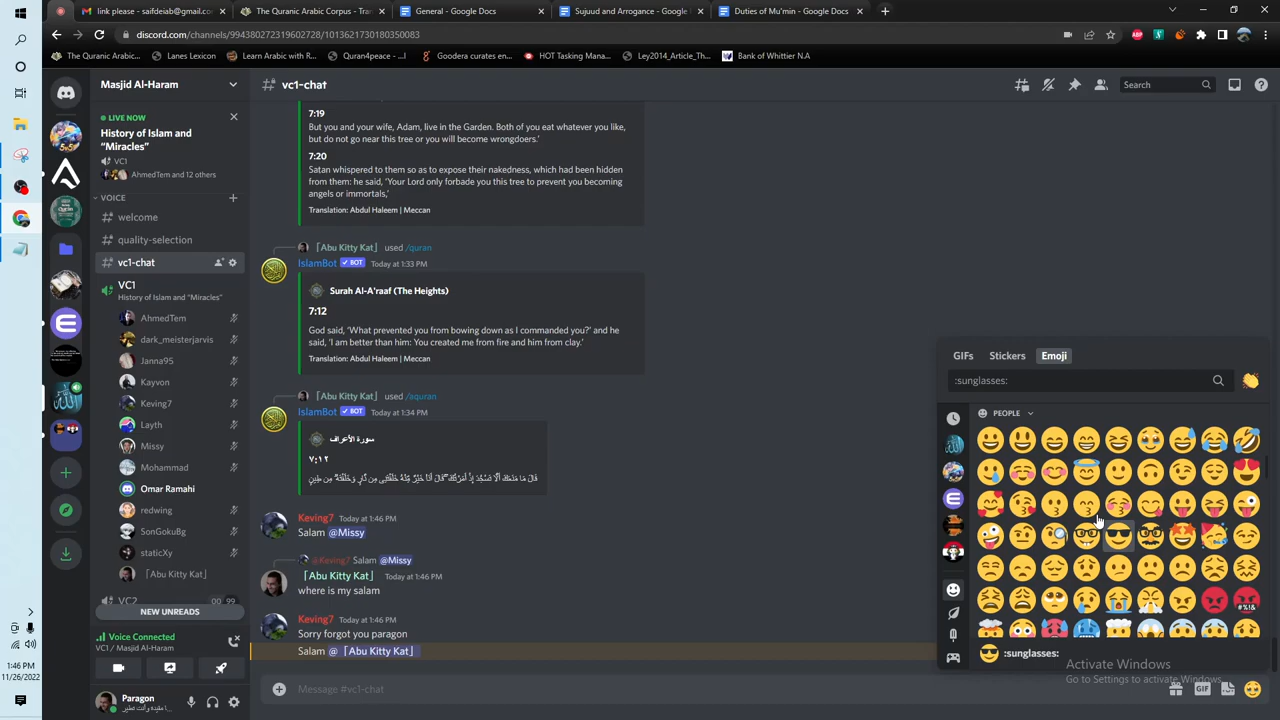 link please - saifdeiab@gmail.co
The Quranic Arabic Corpus - Tran
General - Google Docs
Sujuud and Arrogance - Google
Duties of Mu'min - Google Docs
discord.com/channels/994380272319602728/1013621730180350083
The Quranic Arabic...
Lanes Lexicon
Learn Arabic with R...
Quran4peace - ...l
Goodera curates en...
HOT Tasking Mana...
Ley2014_Article_Th...
Bank of Whittier N.A
Masjid Al-Haram
vc1-chat
Search
LIVE NOW
History of Islam and
“Miracles”
VC1
AhmedTem and 12 others
VOICE
welcome
quality-selection
vc1-chat
VC1
History of Islam and “Miracles”
AhmedTem
dark_meisterjarvis
Janna95
Kayvon
Keving7
Layth
Missy
Mohammad
Omar Ramahi
redwing
SonGokuBT
staticXy
「Abu Kitty Kat」
VC2
00 99
NEW UNREADS
Voice Connected
VC1 / Masjid Al-Haram
Paragon
1:46 PM
11/26/2022
7:19
But you and your wife, Adam, live in the Garden. Both of you eat whatever you like,
but do not go near this tree or you will become wrongdoers.’
7:20
Satan whispered to them so as to expose their nakedness, which had been hidden
from them: he said, ‘Your Lord only forbade you this tree to prevent you becoming
angels or immortals,’
Translation: Abdul Haleem | Meccan
「Abu Kitty Kat」 used /quran
IslamBot BOT Today at 1:33 PM
Surah Al-A'raaf (The Heights)
7:12
God said, ‘What prevented you from bowing down as I commanded you?’ and he
said, ‘I am better than him: You created me from fire and him from clay.’
Translation: Abdul Haleem | Meccan
「Abu Kitty Kat」 used /aquran
IslamBot BOT Today at 1:34 PM
سورة الأعراف
٧:١٢
قَالَ مَا مَنَعَكَ أَلَّا تَسْجُدَ إِذْ أَمَرْتُكَ ۖ قَالَ أَنَا خَيْرٌ مِّنْهُ خَلَقْتَنِي مِن نَّارٍ وَخَلَقْتَهُ مِن طِينٍ
Keving7 Today at 1:46 PM
Salam @Missy
@Keving7 Salam @Missy
「Abu Kitty Kat」 Today at 1:46 PM
where is my salam
Keving7 Today at 1:46 PM
Sorry forgot you paragon
Salam @「Abu Kitty Kat」
Message #vc1-chat
GIFs
Stickers
Emoji
:sunglasses:
PEOPLE
:sunglasses:
Activate Windows
Go to Settings to activate Windows.
GIF